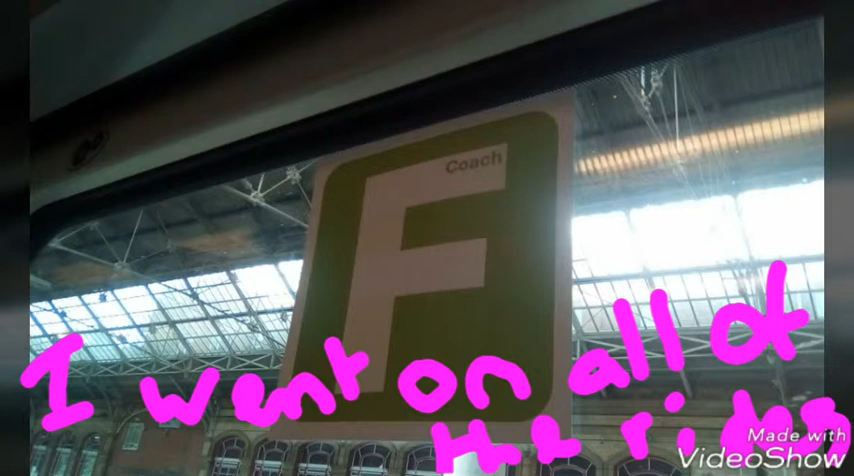 Coach
F
I went on all of
the rides
Made with
VideoShow